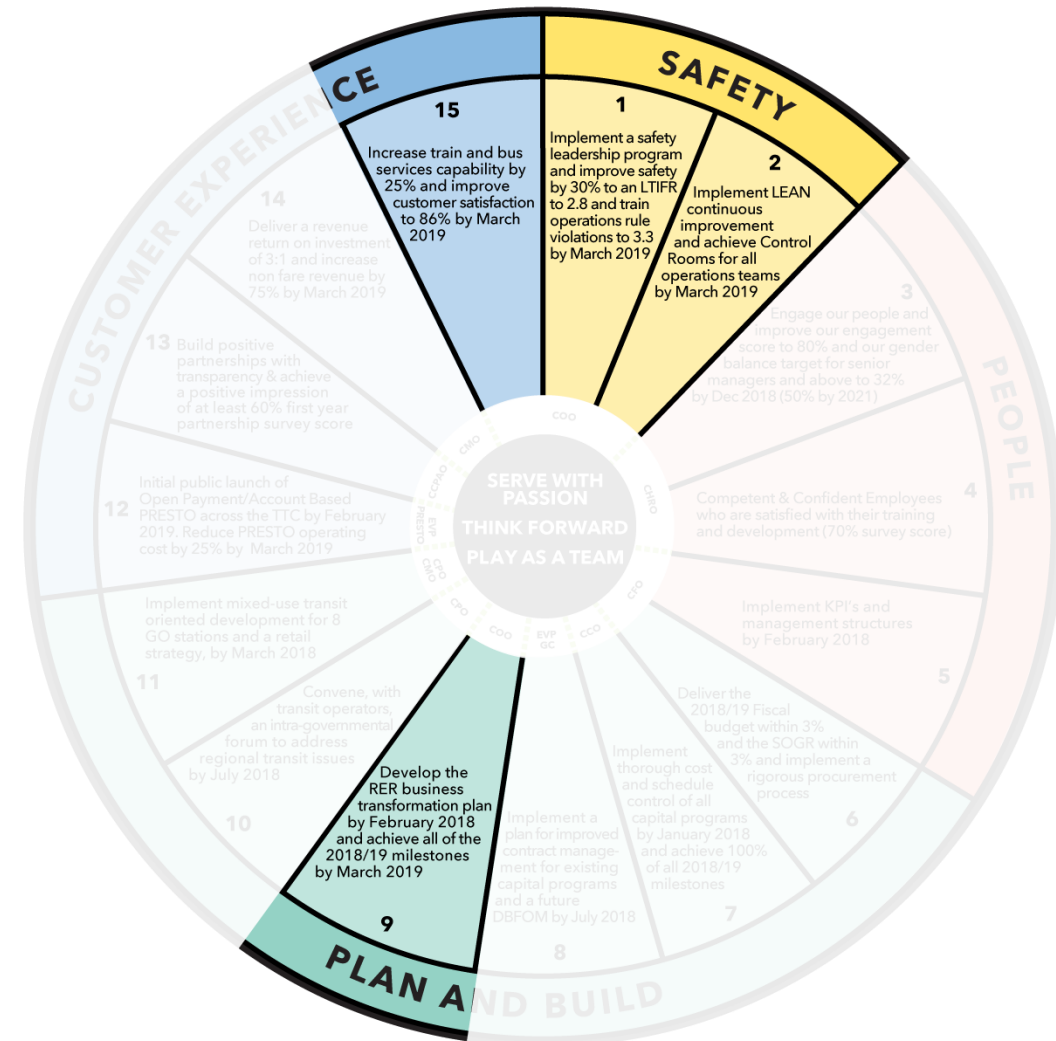 SAFETY
1
Implement a safety
leadership program
and improve safety
by 30% to an LTIFR
to 2.8 and train
operations rule
violations to 3.3
by March 2019
2
Implement LEAN
continuous
improvement
and achieve Control
Rooms for all
operations teams
by March 2019
PEOPLE
3
Engage our people and
improve our engagement
score to 80% and our gender
balance target for senior
managers and above to 32%
by Dec 2018 (50% by 2021)
4
Competent & Confident Employees
who are satisfied with their training
and development (70% survey score)
5
Implement KPI's and
management structures
by February 2018
PLAN AND BUILD
6
Deliver the
2018/19 Fiscal
budget within 3%
and the SOGR within
3% and implement a
rigorous procurement
process
7
Implement
thorough cost
and schedule
control of all
capital programs
by January 2018
and achieve 100%
of all 2018/19
milestones
8
Implement a
plan for improved
contract manage-
ment for existing
capital programs
and a future
DBFOM by July 2018
9
Develop the
RER business
transformation plan
by February 2018
and achieve all of the
2018/19 milestones
by March 2019
10
Convene, with
transit operators,
an intra-governmental
forum to address
regional transit issues
by July 2018
11
Implement mixed-use transit
oriented development for 8
GO stations and a retail
strategy, by March 2018
CUSTOMER EXPERIENCE
12
Initial public launch of
Open Payment/Account Based
PRESTO across the TTC by February
2019. Reduce PRESTO operating
cost by 25% by March 2019
13
Build positive
partnerships with
transparency & achieve
a positive impression
of at least 60% first year
partnership survey score
14
Deliver a revenue
return on investment
of 3:1 and increase
non fare revenue by
75% by March 2019
15
Increase train and bus
services capability by
25% and improve
customer satisfaction
to 86% by March
2019
COO
CHIO
CFO
CCO
EVP
GC
COO
CPO
CPO
CMO
EVP
PRESTO
CCPAO
CMO
SERVE WITH
PASSION
THINK FORWARD
PLAY AS A TEAM